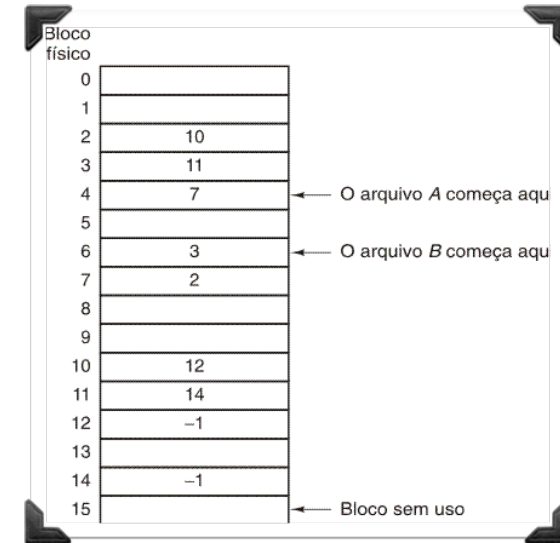 Bloco
físico
0
1
2 10
3 11
4 7 O arquivo A começa aqu
5
6 3 O arquivo B começa aqu
7 2
8
9
10 12
11 14
12 –1
13
14 –1
15 Bloco sem uso